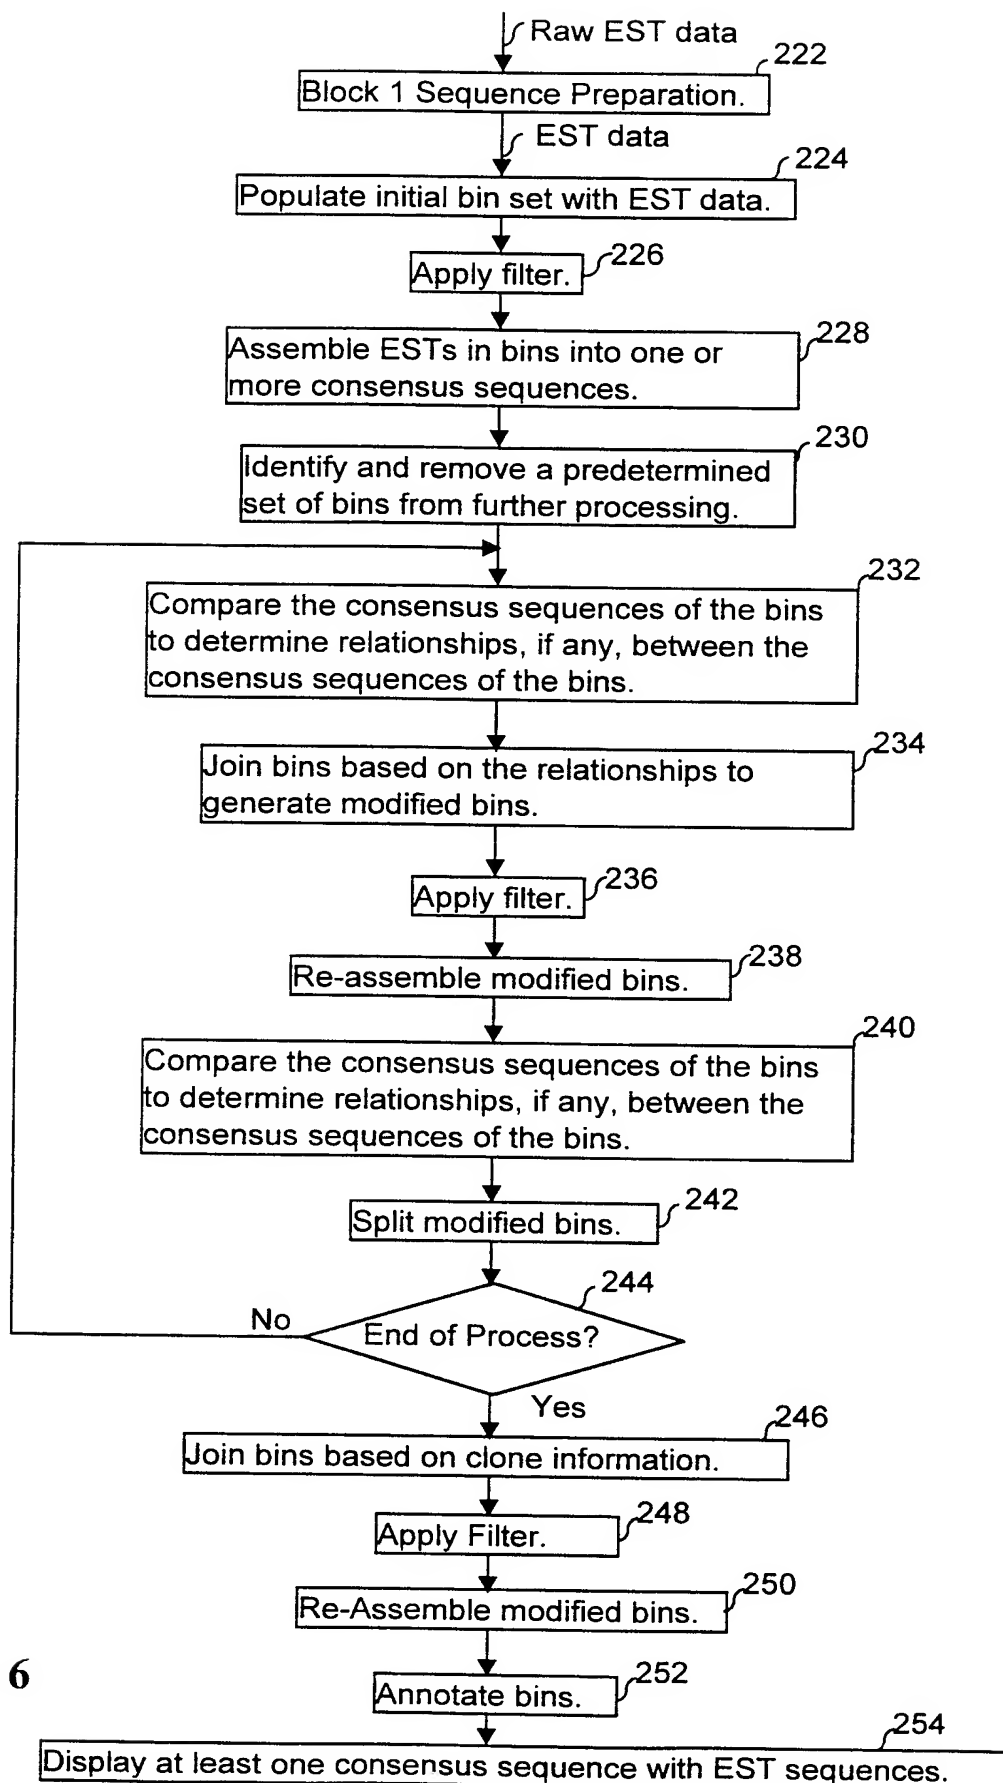 Raw EST data
222
Block 1 Sequence Preparation.
EST data
224
Populate initial bin set with EST data.
226
Apply filter.
228
Assemble ESTs in bins into one or
more consensus sequences.
230
Identify and remove a predetermined
set of bins from further processing.
232
Compare the consensus sequences of the bins
to determine relationships, if any, between the
consensus sequences of the bins.
234
Join bins based on the relationships to
generate modified bins.
236
Apply filter.
238
Re-assemble modified bins.
240
Compare the consensus sequences of the bins
to determine relationships, if any, between the
consensus sequences of the bins.
242
Split modified bins.
244
No
End of Process?
Yes
246
Join bins based on clone information.
248
Apply Filter.
250
Re-Assemble modified bins.
6
252
Annotate bins.
254
Display at least one consensus sequence with EST sequences.